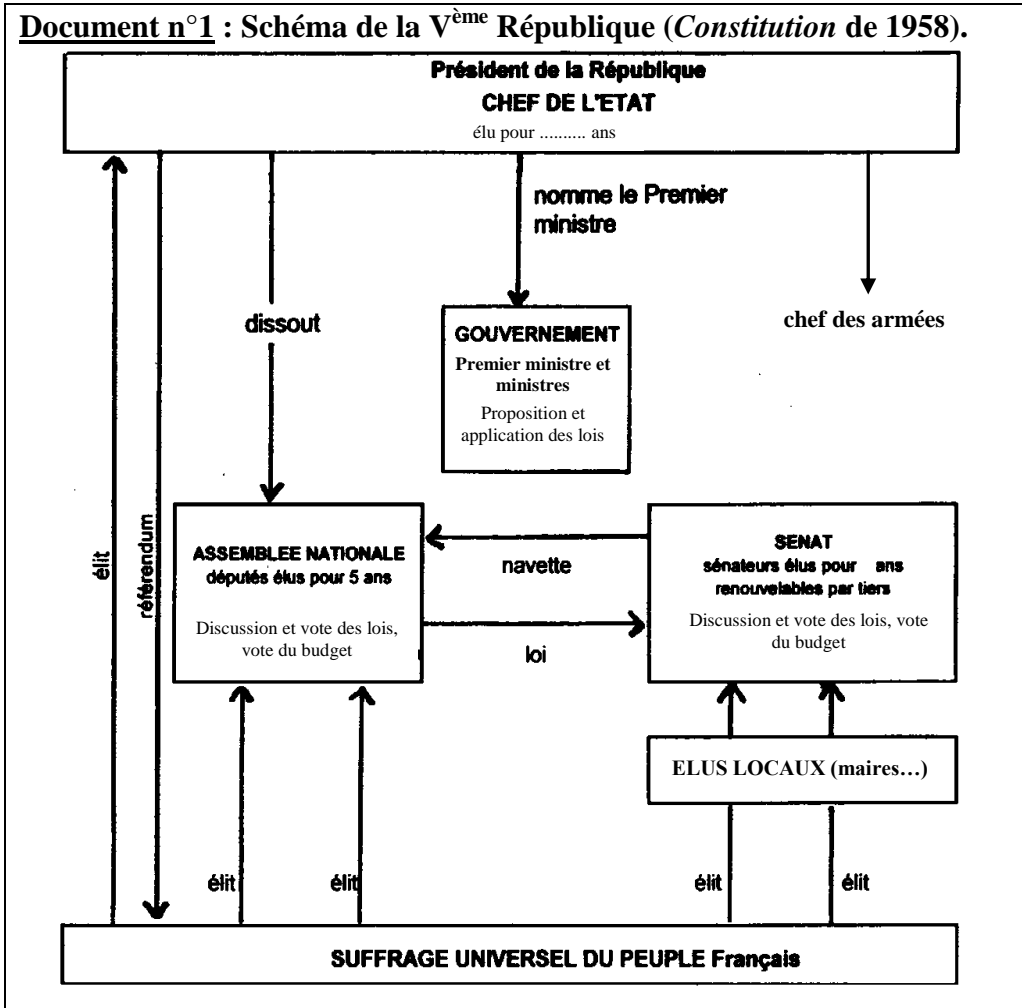 Document n°1 : Schéma de la Vème République (Constitution de 1958).
Président de la République
CHEF DE L'ETAT
élu pour .......... ans
nomme le Premier
ministre
dissout
chef des armées
GOUVERNEMENT
Premier ministre et
ministres
Proposition et
application des lois
élit
référendum
ASSEMBLEE NATIONALE
députés élus pour 5 ans
Discussion et vote des lois,
vote du budget
navette
loi
SENAT
sénateurs élus pour ans
renouvelables par tiers
Discussion et vote des lois, vote
du budget
ELUS LOCAUX (maires…)
élit
élit
élit
élit
SUFFRAGE UNIVERSEL DU PEUPLE Français